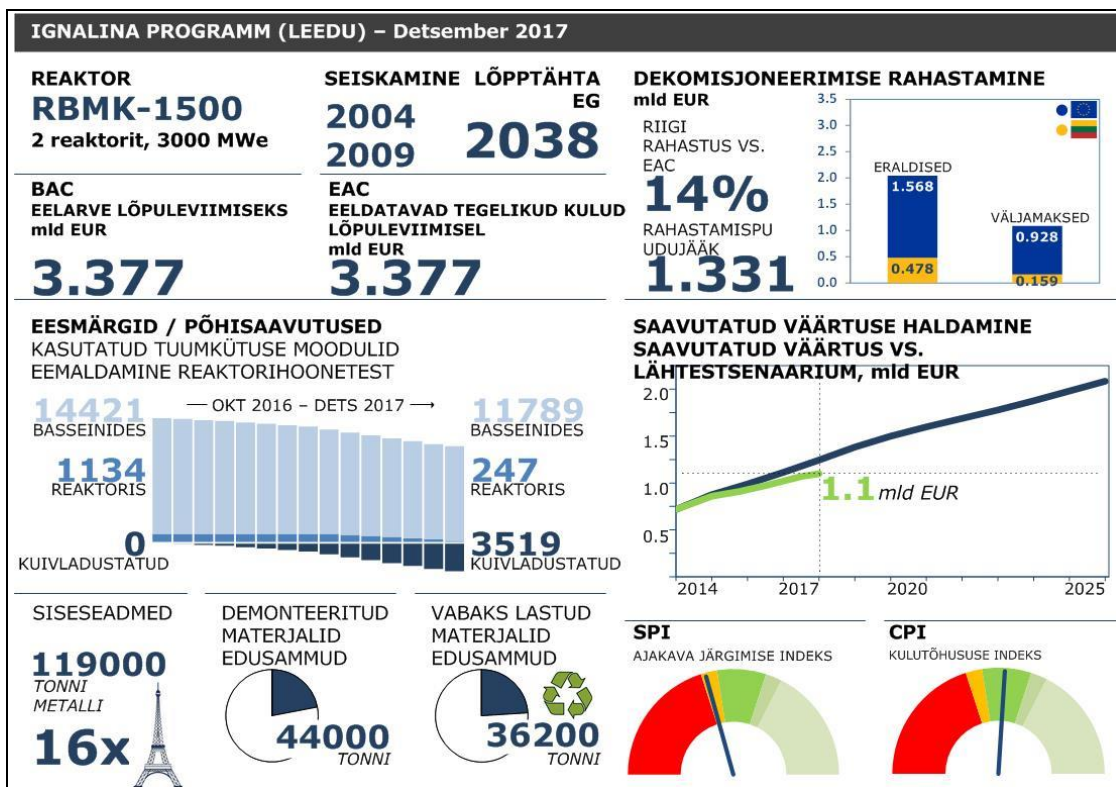 IGNALINA PROGRAMM (LEEDU) – Detsember 2017
REAKTOR
RBMK-1500
2 reaktorit, 3000 MWe
SEISKAMINE
2004
2009
LÕPPTÄHTA
EG
2038
BAC
EELARVE LÕPULEVIIMISEKS
mld EUR
3.377
EAC
EELDATAVAD TEGELIKUD KULUD
LÕPULEVIIMISEL
mld EUR
3.377
DEKOMISJONEERIMISE RAHASTAMINE
mld EUR
RIIGI
RAHASTUS VS.
EAC
14%
RAHASTAMISPU
UDUJÄÄK
1.331
3.5
3.0
2.5
2.0
1.5
1.0
0.5
0.0
ERALDISED
1.568
0.478
VÄLJAMAKSED
0.928
0.159
EESMÄRGID / PÕHISAAVUTUSED
KASUTATUD TUUMKÜTUSE MOODULID
EEMALDAMINE REAKTORIHOONETEST
14421
BASSEINIDES
1134
REAKTORIS
0
KUIVLADUSTATUD
OKT 2016 – DETS 2017
11789
BASSEINIDES
247
REAKTORIS
3519
KUIVLADUSTATUD
SAAVUTATUD VÄÄRTUSE HALDAMINE
SAAVUTATUD VÄÄRTUS VS.
LÄHTESTSENAARIUM, mld EUR
2.0
1.5
1.0
0.5
1.1 mld EUR
2014
2017
2020
2025
SISESEADMED
119000
TONNI
METALLI
16x
DEMONTEERITUD
MATERJALID
EDUSAMMUD
44000
TONNI
VABAKS LASTUD
MATERJALID
EDUSAMMUD
36200
TONNI
SPI
AJAKAVA JÄRGIMISE INDEKS
CPI
KULUTÕHUSUSE INDEKS